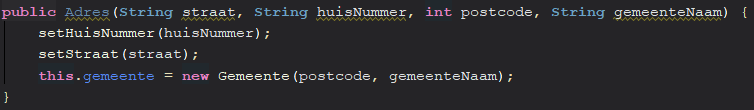 public Adres(String straat, String huisNummer, int postcode, String gemeenteNaam) {
    setHuisNummer(huisNummer);
    setStraat(straat);
    this.gemeente = new Gemeente(postcode, gemeenteNaam);
}